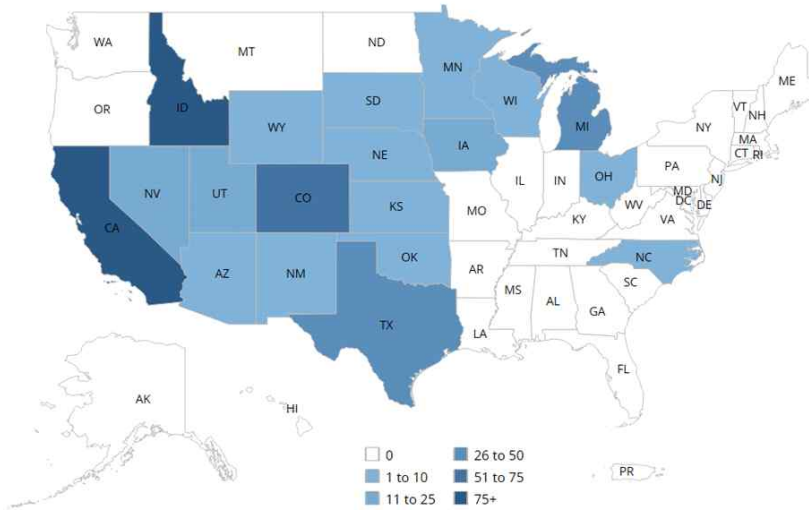 WA
MT
ND
MN
ME
OR
ID
SD
WI
MI
VT
NH
NY
MA
CT RI
WY
IA
NE
PA
NJ
NV
UT
CO
IL
IN
OH
MD
DC
DE
WV
VA
KS
MO
KY
CA
AZ
NM
OK
AR
TN
NC
SC
MS
AL
GA
TX
LA
FL
AK
HI
PR
0
1 to 10
11 to 25
26 to 50
51 to 75
75+